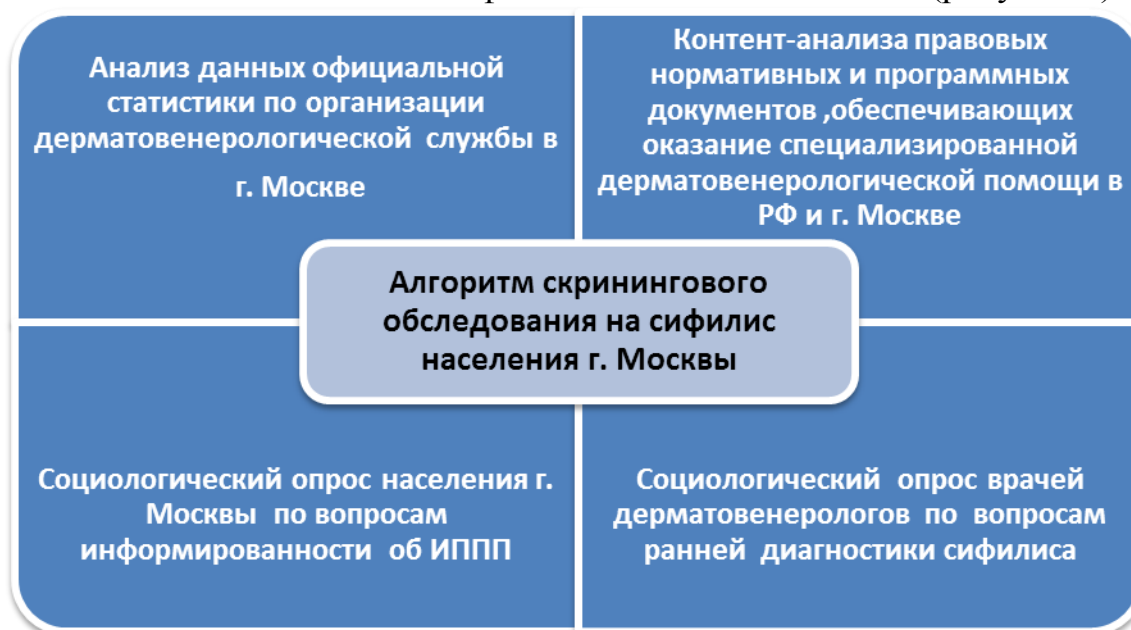 Анализ данных официальной
статистики по организации
дерматовенерологической службы в
г. Москве
Контент-анализа правовых
нормативных и программных
документов ,обеспечивающих
оказание специализированной
дерматовенерологической помощи в
РФ и г. Москве
Алгоритм скринингового
обследования на сифилис
населения г. Москвы
Социологический опрос населения г.
Москвы по вопросам
информированности об ИППП
Социологический опрос врачей
дерматовенерологов по вопросам
ранней диагностики сифилиса